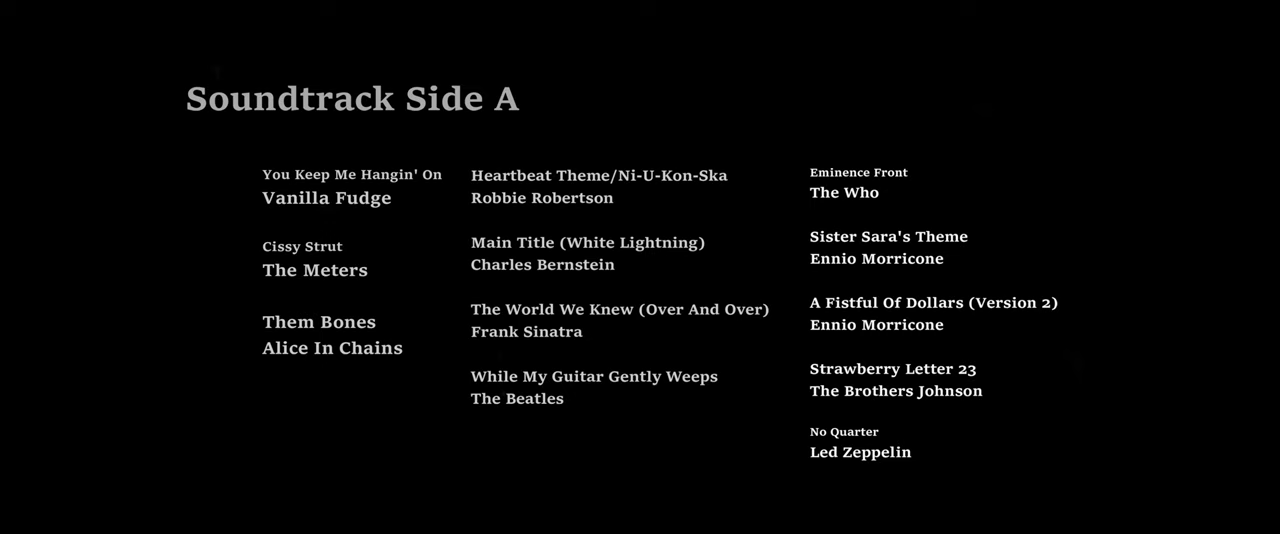 Soundtrack Side A
You Keep Me Hangin' On
Vanilla Fudge
Cissy Strut
The Meters
Them Bones
Alice In Chains
Heartbeat Theme/Ni-U-Kon-Ska
Robbie Robertson
Main Title (White Lightning)
Charles Bernstein
The World We Knew (Over And Over)
Frank Sinatra
While My Guitar Gently Weeps
The Beatles
Eminence Front
The Who
Sister Sara's Theme
Ennio Morricone
A Fistful Of Dollars (Version 2)
Ennio Morricone
Strawberry Letter 23
The Brothers Johnson
No Quarter
Led Zeppelin